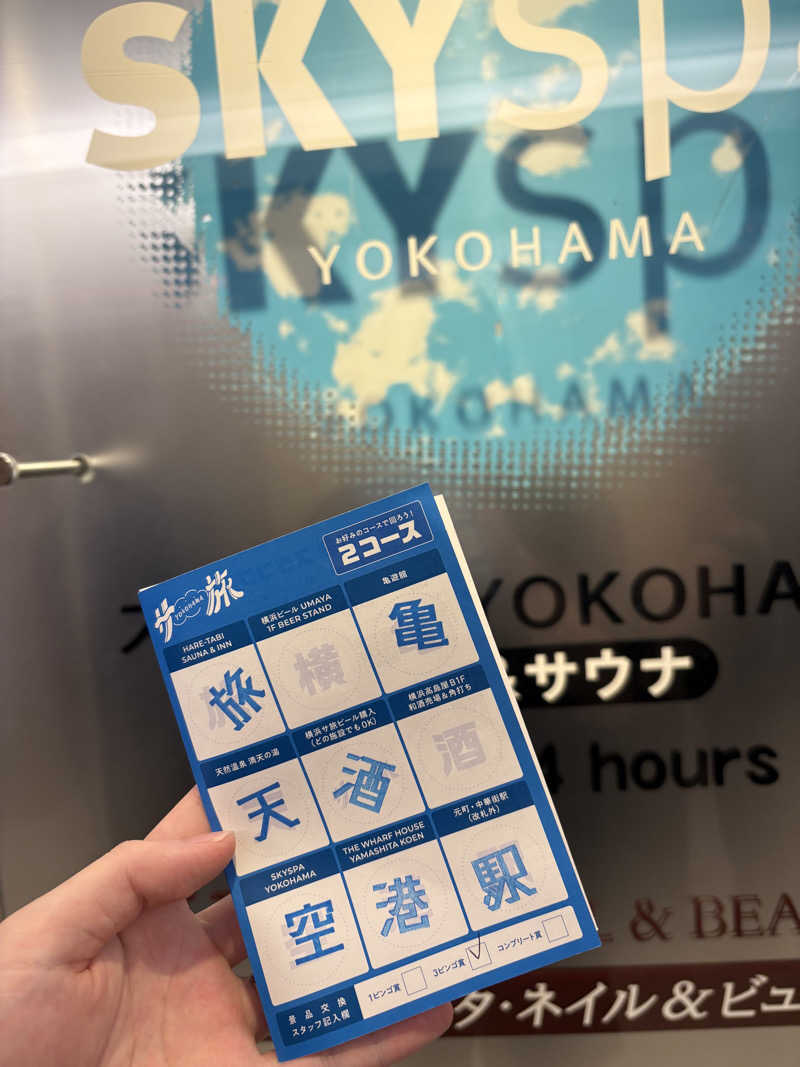 SKYSp
YOKOHAMA
YOKOHAMA
サウナ
4 hours
& BEA
タ・ネイル&ビュ
サ旅
YOKOHAMA
お好みのコースで回ろう!
2コース
HARE-TABI
SAUNA & INN
旅
横浜ビール UMAYA
1F BEER STAND
横
亀遊館
亀
天然温泉 満天の湯
天
横浜サ旅ビール購入
(どの施設でもOK)
酒
横浜高島屋B1F
和酒売場&角打ち
酒
SKYSPA
YOKOHAMA
空
THE WHARF HOUSE
YAMASHITA KOEN
港
元町・中華街駅
(改札外)
駅
景品交換
スタッフ記入欄
1ビンゴ賞
3ビンゴ賞
コンプリート賞